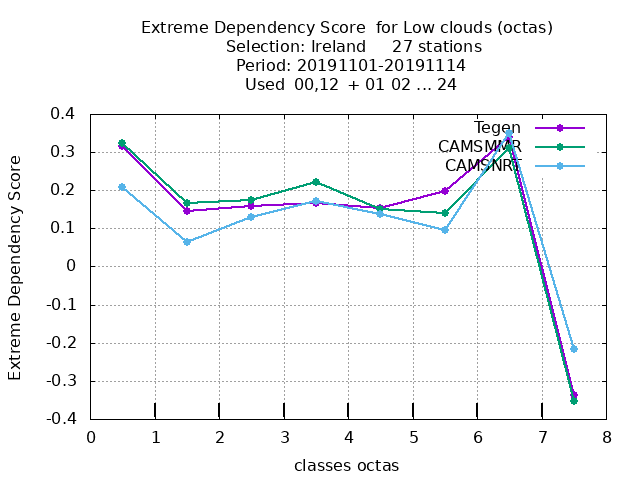 Extreme Dependency Score  for Low clouds (octas)
Selection: Ireland     27 stations
Period: 20191101-20191114
Used  00,12  + 01 02 ... 24
Extreme Dependency Score
0.4
0.3
0.2
0.1
0
-0.1
-0.2
-0.3
-0.4
Tegen
CAMSMMR
CAMSNRT
0 1 2 3 4 5 6 7 8
classes octas